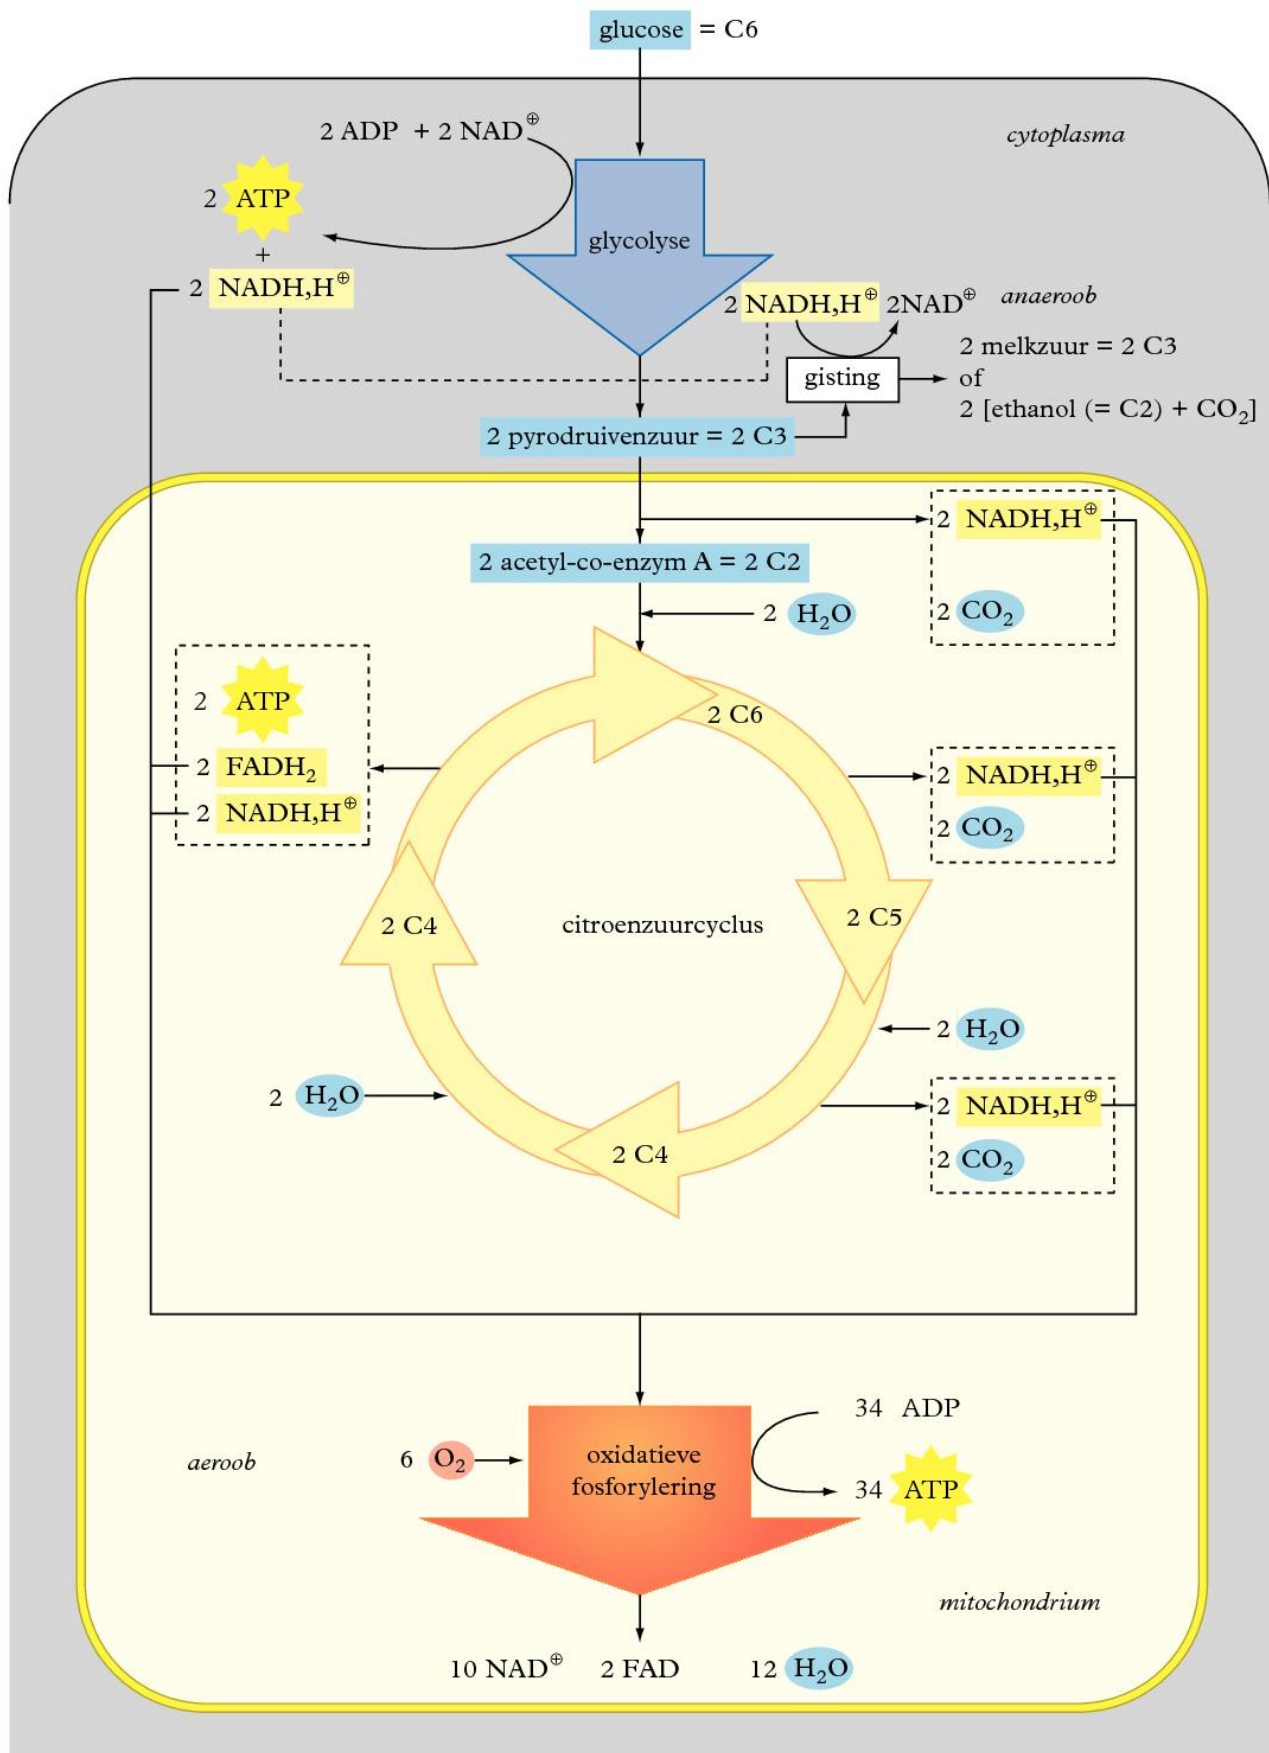 glucose = C6
cytoplasma
2 ADP + 2 NAD⊕
2 ATP
+
2 NADH,H⊕
glycolyse
2 NADH,H⊕ 2NAD⊕
anaeroob
gisting
2 melkzuur = 2 C3
of
2 [ethanol (= C2) + CO₂]
2 pyrodruivenzuur = 2 C3
2 NADH,H⊕
2 CO₂
2 acetyl-co-enzym A = 2 C2
2 H₂O
2 ATP
2 FADH₂
2 NADH,H⊕
2 C6
2 NADH,H⊕
2 CO₂
2 C4
citroenzuurcyclus
2 C5
2 H₂O
2 H₂O
2 C4
2 NADH,H⊕
2 CO₂
aeroob
6 O₂
oxidatieve
fosforylering
34 ADP
34 ATP
mitochondrium
10 NAD⊕ 2 FAD 12 H₂O